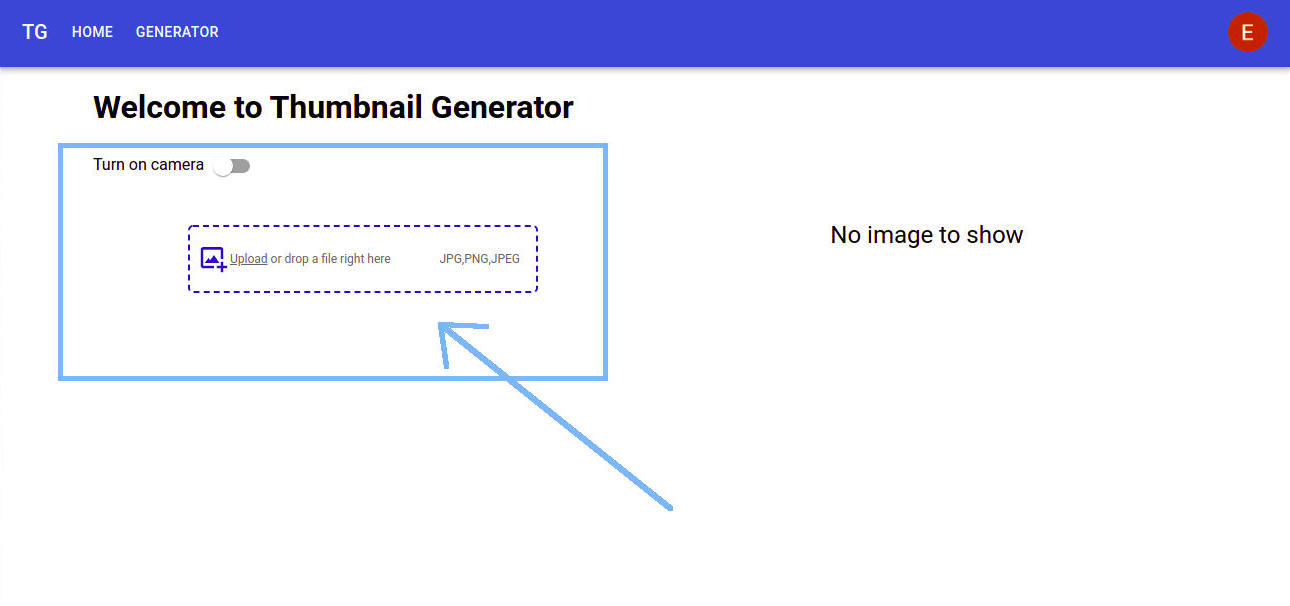 TG HOME GENERATOR E
Welcome to Thumbnail Generator
Turn on camera
Upload or drop a file right here JPG,PNG,JPEG
No image to show